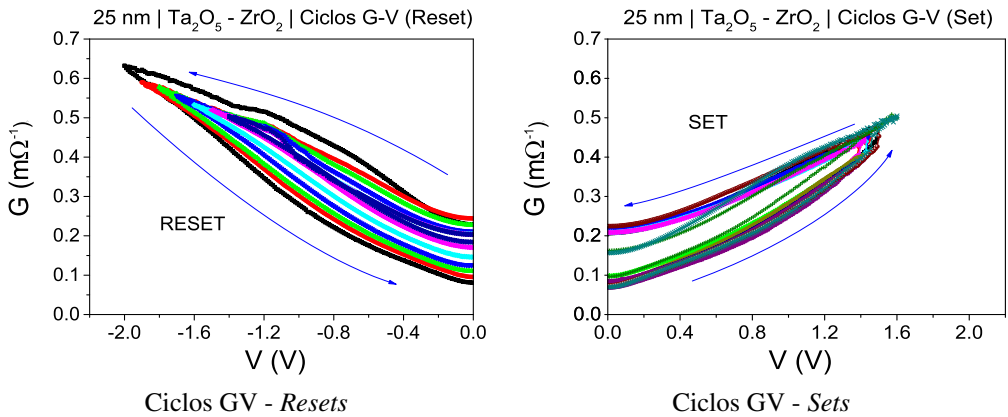 25 nm | Ta₂O₅ - ZrO₂ | Ciclos G-V (Reset)
0.7
0.6
0.5
0.4
0.3
0.2
0.1
0.0
G (mΩ⁻¹)
RESET
-2.0 -1.6 -1.2 -0.8 -0.4 0.0
V (V)
Ciclos GV - Resets
25 nm | Ta₂O₅ - ZrO₂ | Ciclos G-V (Set)
0.7
0.6
0.5
0.4
0.3
0.2
0.1
0.0
G (mΩ⁻¹)
SET
0.0 0.4 0.8 1.2 1.6 2.0
V (V)
Ciclos GV - Sets